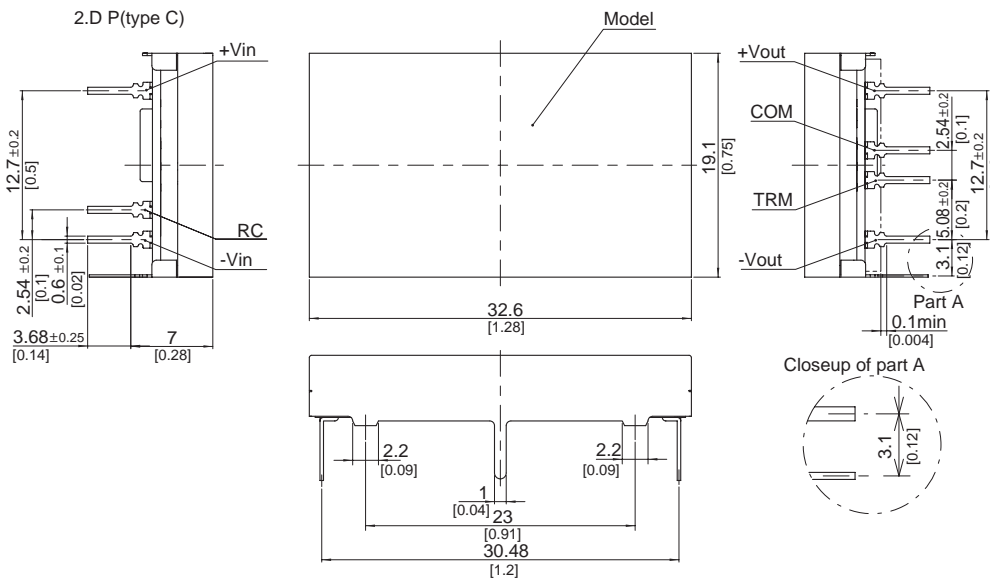 2.D P(type C)
+Vin
RC
-Vin
12.7±0.2
[0.5]
2.54 ±0.2
[0.1]
0.6 ±0.1
[0.02]
3.68±0.25
[0.14]
7
[0.28]
Model
19.1
[0.75]
32.6
[1.28]
+Vout
COM
TRM
-Vout
2.54±0.2
[0.1]
12.7±0.2
5.08±0.2
[0.2]
3.1
[0.12]
Part A
0.1min
[0.004]
Closeup of part A
3.1
[0.12]
2.2
[0.09]
2.2
[0.09]
1
[0.04]
23
[0.91]
30.48
[1.2]